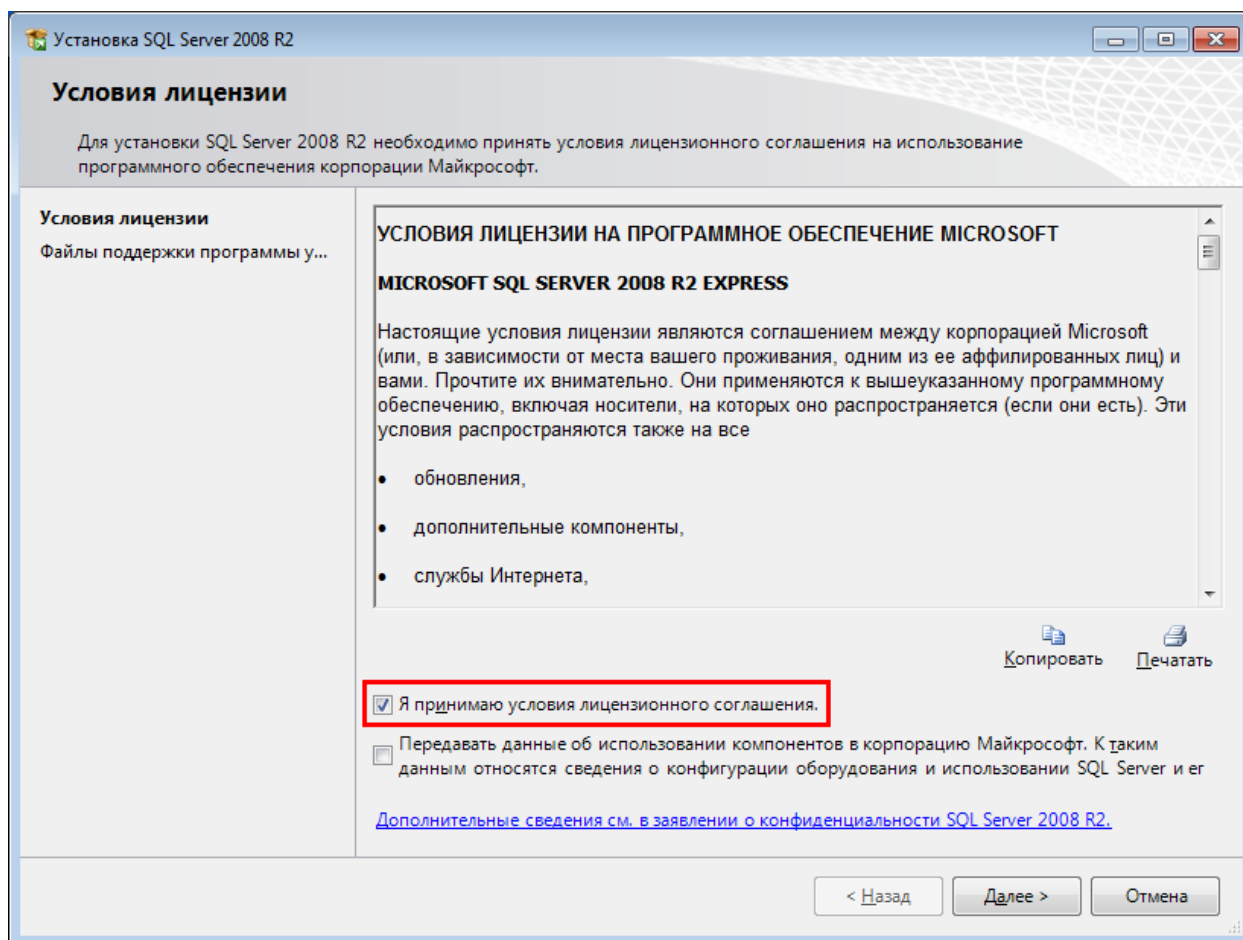 Установка SQL Server 2008 R2
Условия лицензии
Для установки SQL Server 2008 R2 необходимо принять условия лицензионного соглашения на использование
программного обеспечения корпорации Майкрософт.
Условия лицензии
Файлы поддержки программы у...
УСЛОВИЯ ЛИЦЕНЗИИ НА ПРОГРАММНОЕ ОБЕСПЕЧЕНИЕ MICROSOFT
MICROSOFT SQL SERVER 2008 R2 EXPRESS
Настоящие условия лицензии являются соглашением между корпорацией Microsoft
(или, в зависимости от места вашего проживания, одним из ее аффилированных лиц) и
вами. Прочтите их внимательно. Они применяются к вышеуказанному программному
обеспечению, включая носители, на которых оно распространяется (если они есть). Эти
условия распространяются также на все
• обновления,
• дополнительные компоненты,
• службы Интернета,
Копировать Печатать
Я принимаю условия лицензионного соглашения.
Передавать данные об использовании компонентов в корпорацию Майкрософт. К таким
данным относятся сведения о конфигурации оборудования и использовании SQL Server и ег
Дополнительные сведения см. в заявлении о конфиденциальности SQL Server 2008 R2.
< Назад Далее > Отмена